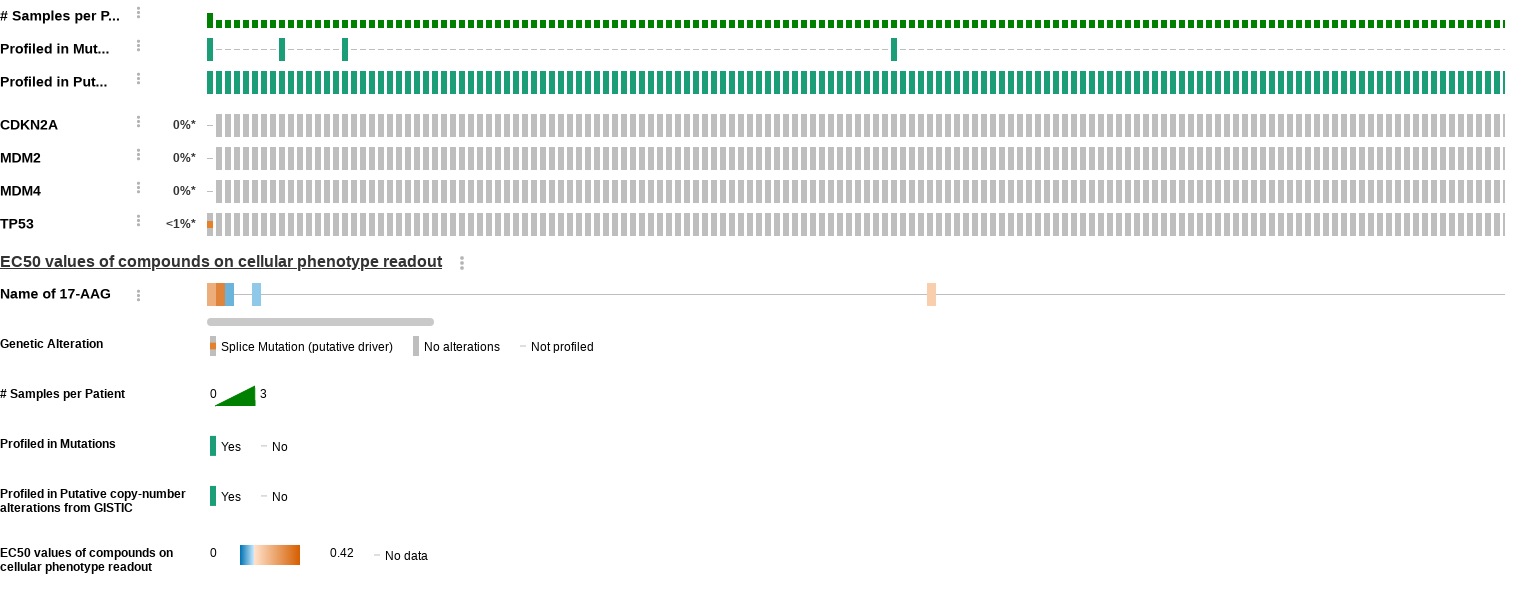 # Samples per P...
Profiled in Mut...
Profiled in Put...
CDKN2A 0%*
MDM2 0%*
MDM4 0%*
TP53 <1%*
EC50 values of compounds on cellular phenotype readout
Name of 17-AAG
Genetic Alteration Splice Mutation (putative driver) No alterations Not profiled
# Samples per Patient 0 3
Profiled in Mutations Yes No
Profiled in Putative copy-number Yes No
alterations from GISTIC
EC50 values of compounds on 0 0.42 No data
cellular phenotype readout